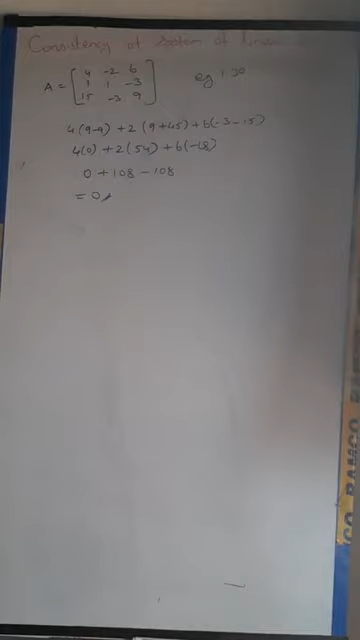 Consistency of System of Linear
A = [ 4 -2 6
1 1 -3
15 -3 9 ]
eg 1.30
4(9-9) + 2(9+45) + 6(-3-15)
4(0) + 2(54) + 6(-18)
0 + 108 - 108
= 0